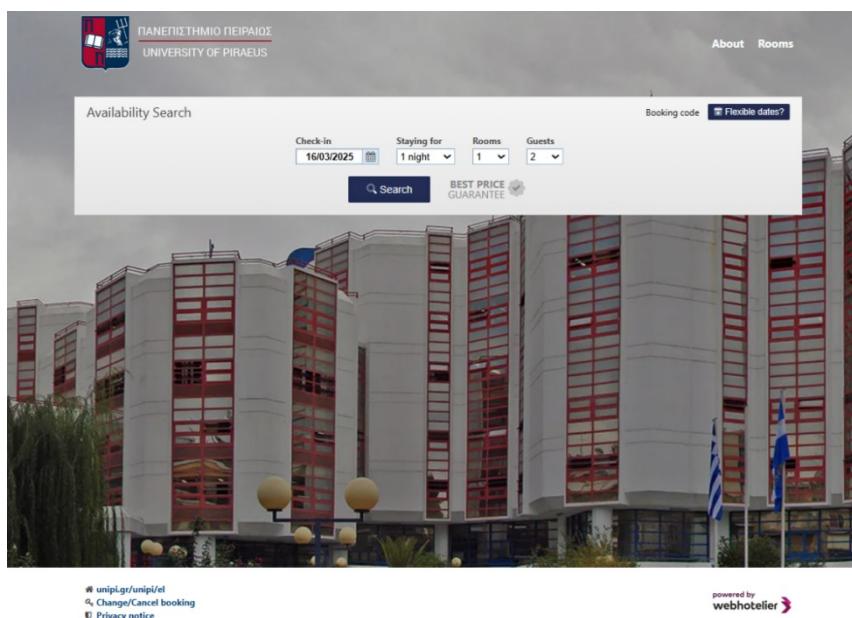 ΠΑΝΕΠΙΣΤΗΜΙΟ ΠΕΙΡΑΙΩΣ
UNIVERSITY OF PIRAEUS
About Rooms
Availability Search
Booking code Flexible dates?
Check-in Staying for Rooms Guests
16/03/2025 1 night 1 2
Search
BEST PRICE
GUARANTEE
unipi.gr/unipi/el
Change/Cancel booking
Privacy notice
powered by
webhotelier